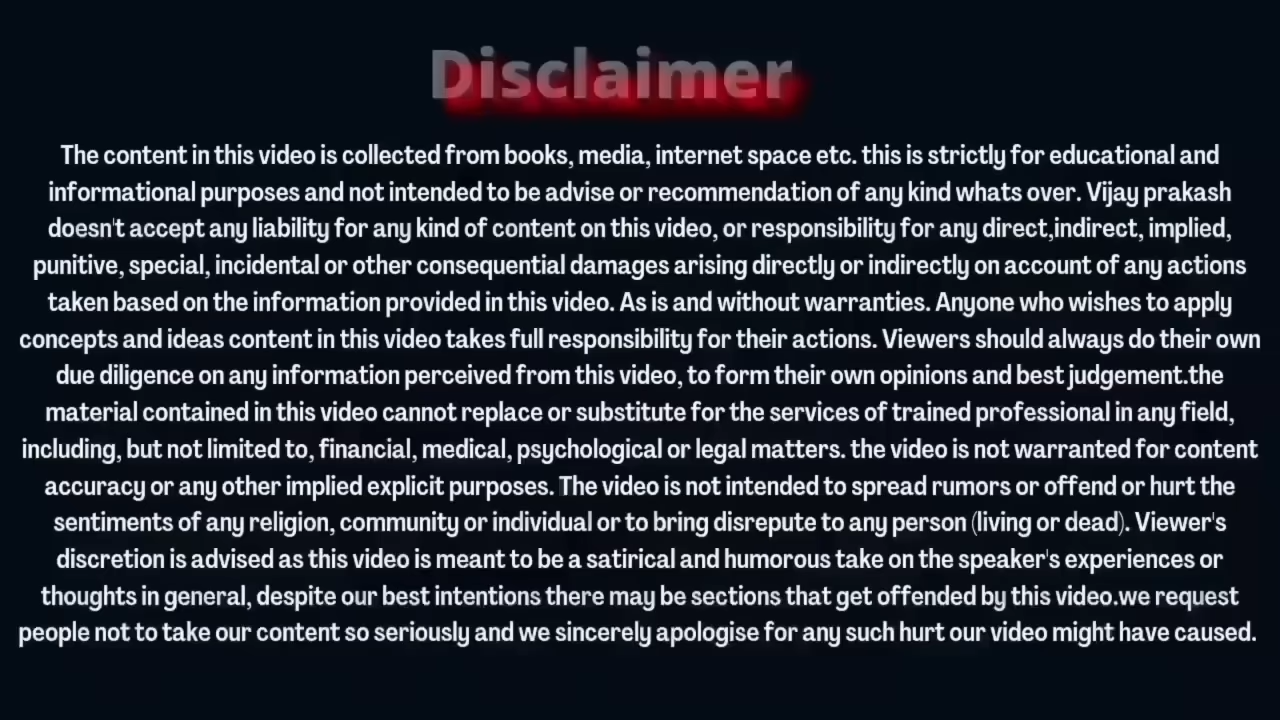 Disclaimer
The content in this video is collected from books, media, internet space etc. this is strictly for educational and
informational purposes and not intended to be advise or recommendation of any kind whats over. Vijay prakash
doesn't accept any liability for any kind of content on this video, or responsibility for any direct,indirect, implied,
punitive, special, incidental or other consequential damages arising directly or indirectly on account of any actions
taken based on the information provided in this video. As is and without warranties. Anyone who wishes to apply
concepts and ideas content in this video takes full responsibility for their actions. Viewers should always do their own
due diligence on any information perceived from this video, to form their own opinions and best judgement.the
material contained in this video cannot replace or substitute for the services of trained professional in any field,
including, but not limited to, financial, medical, psychological or legal matters. the video is not warranted for content
accuracy or any other implied explicit purposes. The video is not intended to spread rumors or offend or hurt the
sentiments of any religion, community or individual or to bring disrepute to any person (living or dead). Viewer's
discretion is advised as this video is meant to be a satirical and humorous take on the speaker's experiences or
thoughts in general, despite our best intentions there may be sections that get offended by this video.we request
people not to take our content so seriously and we sincerely apologise for any such hurt our video might have caused.